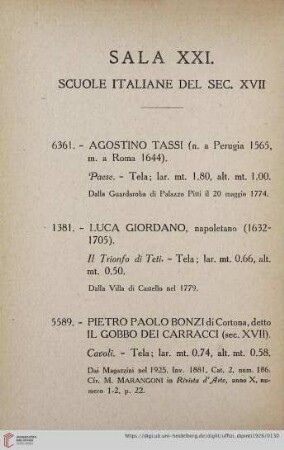 SALA XXI.
SCUOLE ITALIANE DEL SEC. XVII
6361. - AGOSTINO TASSI (n. a Perugia 1565,
m. a Roma 1644).
Paese. - Tela; lar. mt. 1.80, alt. mt. 1.00.
Dalla Guardaroba di Palazzo Pitti il 20 maggio 1774.
1381. - LUCA GIORDANO, napoletano (1632-
1705).
Il Trionfo di Teti. - Tela; lar. mt. 0.66, alt.
mt. 0.50.
Dalla Villa di Castello nel 1779.
5589. - PIETRO PAOLO BONZI di Cortona, detto
IL GOBBO DEI CARRACCI (sec. XVII).
Cavoli. - Tela; lar. mt. 0.74, alt. mt. 0.58.
Dai Magazzini nel 1925. Inv. 1881, Cat. 2, num. 186.
Cfr. M. MARANGONI in Rivista d'Arte, anno X, nu-
mero 1-2, p. 22.
UNIVERSITÄTS-
BIBLIOTHEK
HEIDELBERG